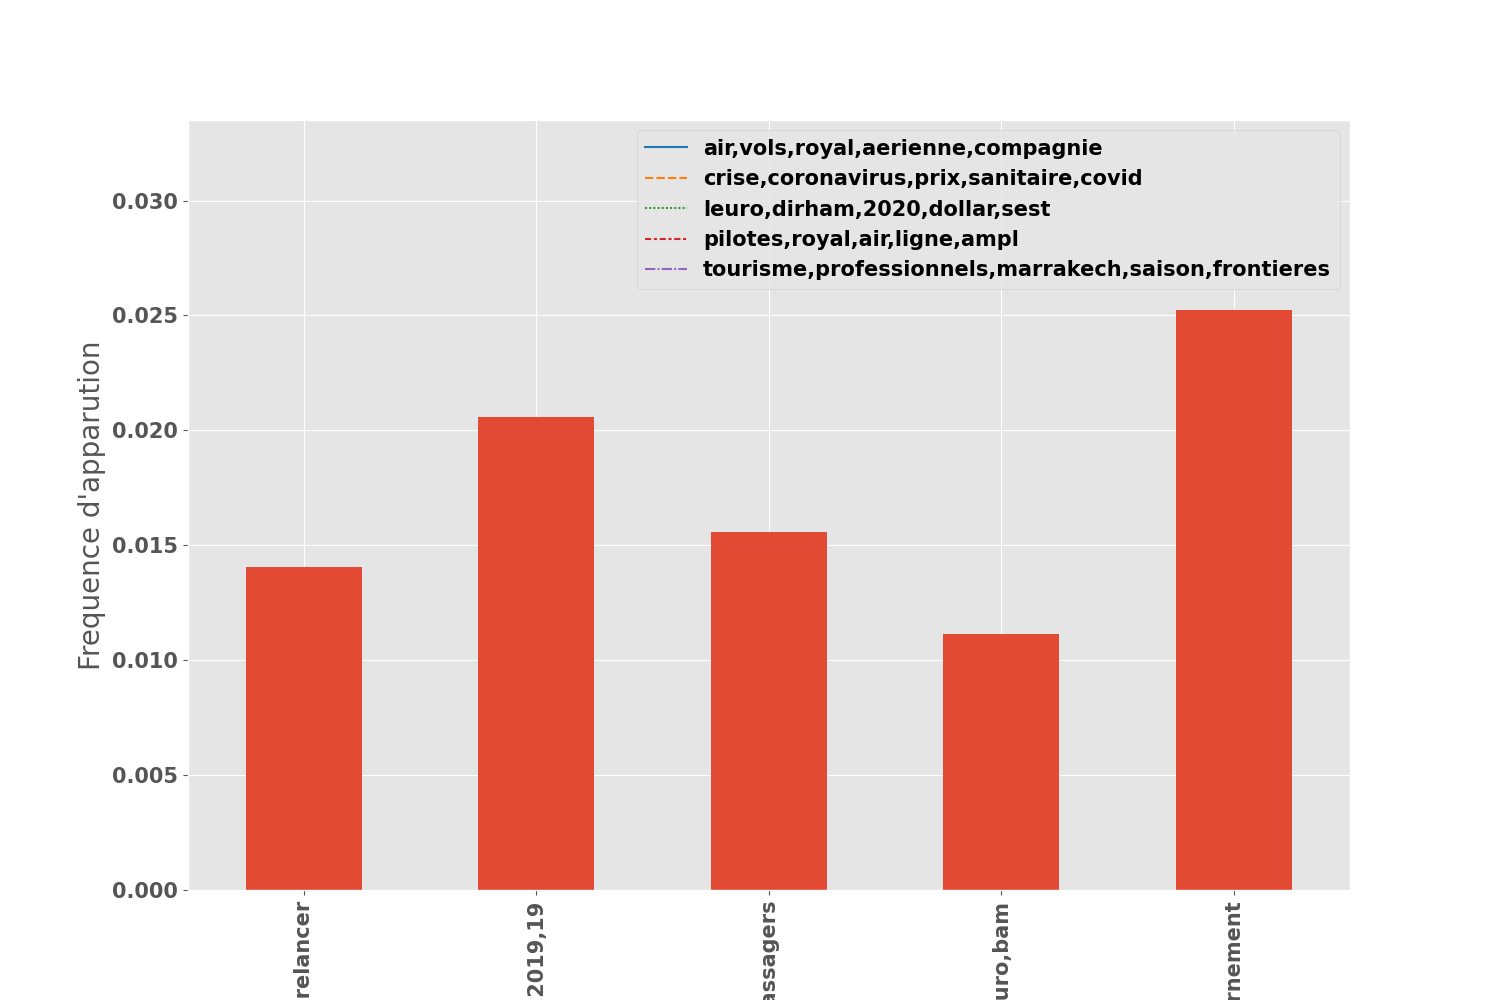 air,vols,royal,aerienne,compagnie
crise,coronavirus,prix,sanitaire,covid
leuro,dirham,2020,dollar,sest
pilotes,royal,air,ligne,ampl
tourisme,professionnels,marrakech,saison,frontieres
Frequence d'apparution
0.030
0.025
0.020
0.015
0.010
0.005
0.000
relancer
2019,19
assagers
uro,bam
rnement